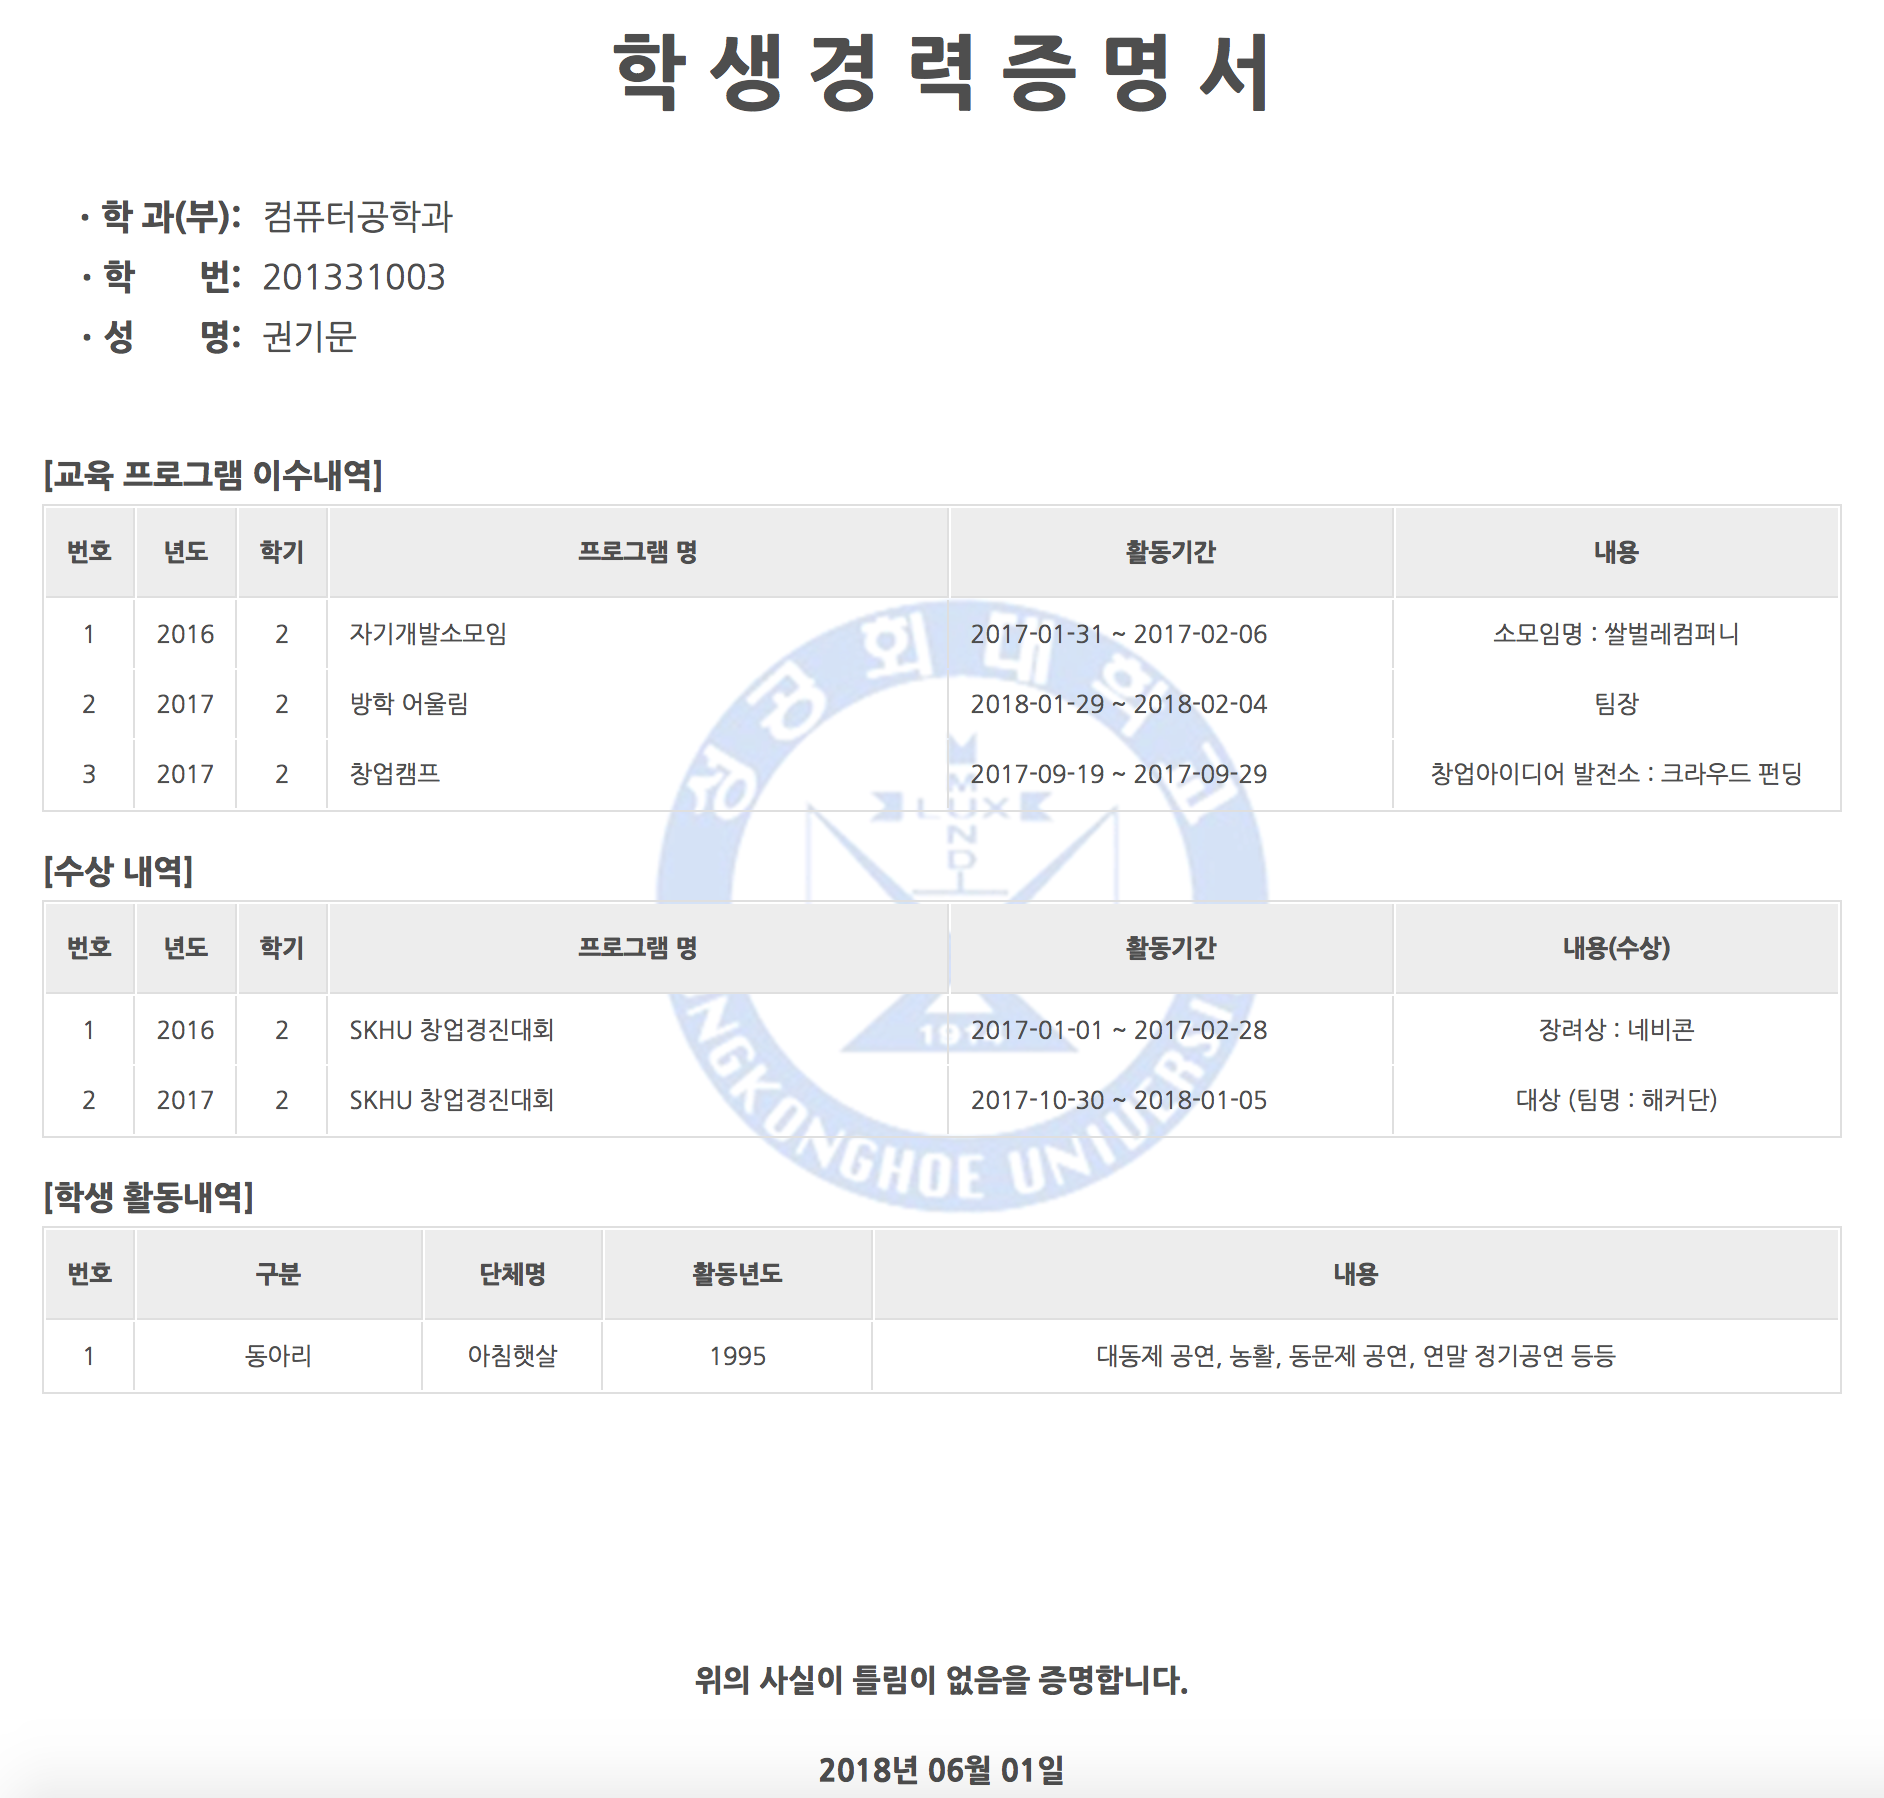 학 생 경 력 증 명 서
· 학 과(부): 컴퓨터공학과
· 학 번: 201331003
· 성 명: 권기문
[교육 프로그램 이수내역]
번호 년도 학기 프로그램 명 활동기간 내용
1 2016 2 자기개발소모임 2017-01-31 ~ 2017-02-06 소모임명 : 쌀벌레컴퍼니
2 2017 2 방학 어울림 2018-01-29 ~ 2018-02-04 팀장
3 2017 2 창업캠프 2017-09-19 ~ 2017-09-29 창업아이디어 발전소 : 크라우드 펀딩
[수상 내역]
번호 년도 학기 프로그램 명 활동기간 내용(수상)
1 2016 2 SKHU 창업경진대회 2017-01-01 ~ 2017-02-28 장려상 : 네비콘
2 2017 2 SKHU 창업경진대회 2017-10-30 ~ 2018-01-05 대상 (팀명 : 해커단)
[학생 활동내역]
번호 구분 단체명 활동년도 내용
1 동아리 아침햇살 1995 대동제 공연, 농활, 동문제 공연, 연말 정기공연 등등
위의 사실이 틀림이 없음을 증명합니다.
2018년 06월 01일
성공회대학교
LUX
MUNDI